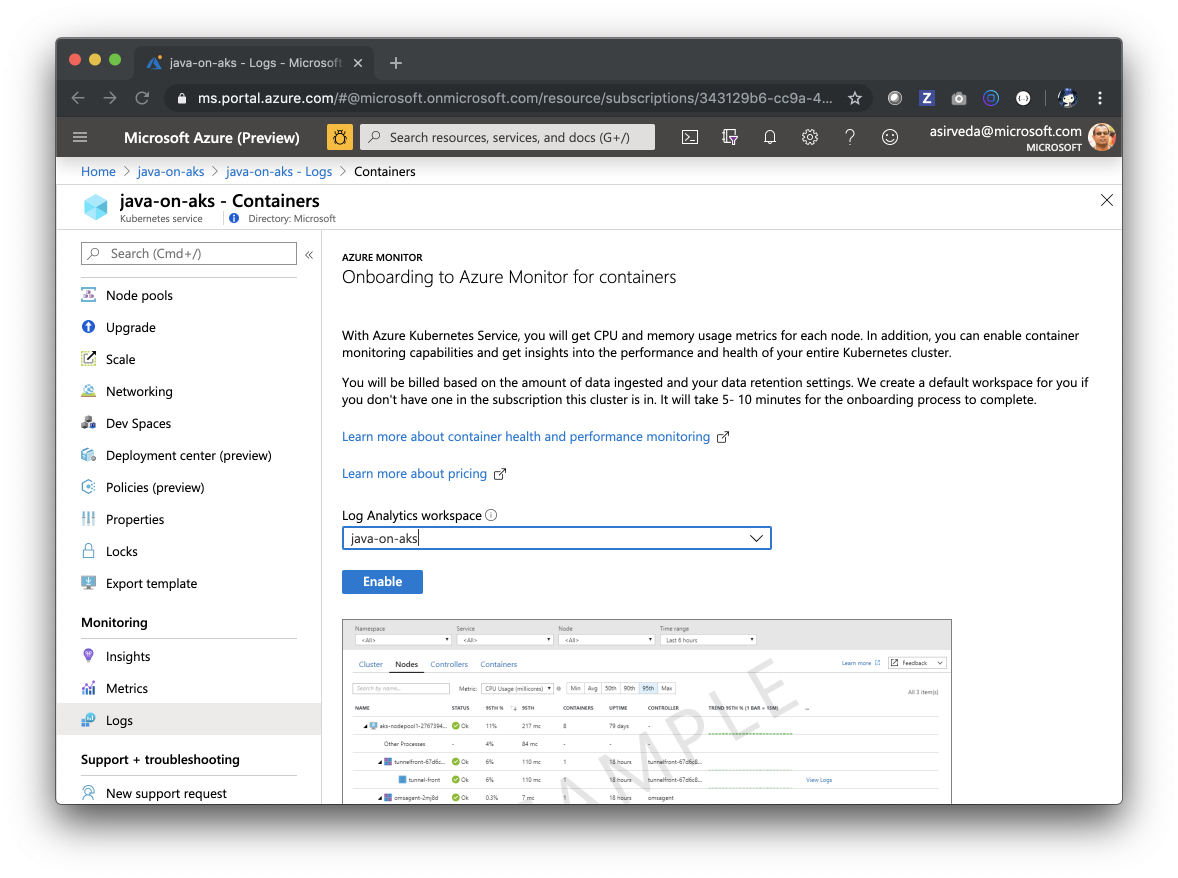 java-on-aks - Logs - Microsoft
ms.portal.azure.com/#@microsoft.onmicrosoft.com/resource/subscriptions/343129b6-cc9a-4...
Microsoft Azure (Preview)
Search resources, services, and docs (G+/)
asirveda@microsoft.com
MICROSOFT
Home > java-on-aks > java-on-aks - Logs > Containers
java-on-aks - Containers
Kubernetes service
Directory: Microsoft
Search (Cmd+/)
Node pools
Upgrade
Scale
Networking
Dev Spaces
Deployment center (preview)
Policies (preview)
Properties
Locks
Export template
Monitoring
Insights
Metrics
Logs
Support + troubleshooting
New support request
AZURE MONITOR
Onboarding to Azure Monitor for containers
With Azure Kubernetes Service, you will get CPU and memory usage metrics for each node. In addition, you can enable container
monitoring capabilities and get insights into the performance and health of your entire Kubernetes cluster.
You will be billed based on the amount of data ingested and your data retention settings. We create a default workspace for you if
you don't have one in the subscription this cluster is in. It will take 5- 10 minutes for the onboarding process to complete.
Learn more about container health and performance monitoring
Learn more about pricing
Log Analytics workspace
java-on-aks
Enable
Namespace Service Node Time range
<All> <All> <All> Last 6 hours
Cluster Nodes Controllers Containers Learn more Feedback
Search by name... Metric: CPU Usage (millicores) Min Avg 50th 90th 95th Max All 3 item(s)
NAME STATUS 95TH % 95TH CONTAINERS UPTIME CONTROLLER TREND 95TH % (1 BAR = 15M)
aks-nodepool1-2767394... Ok 11% 217 mc 8 79 days -
Other Processes - 4% 84 mc - - -
tunnelfront-67d6c... Ok 6% 110 mc 1 18 hours tunnelfront-67d6c8...
tunnel-front Ok 6% 110 mc 1 18 hours tunnelfront-67d6c8... View Logs
omsagent-2mj8d Ok 0.3% 7 mc 1 18 hours omsagent
AMPLE